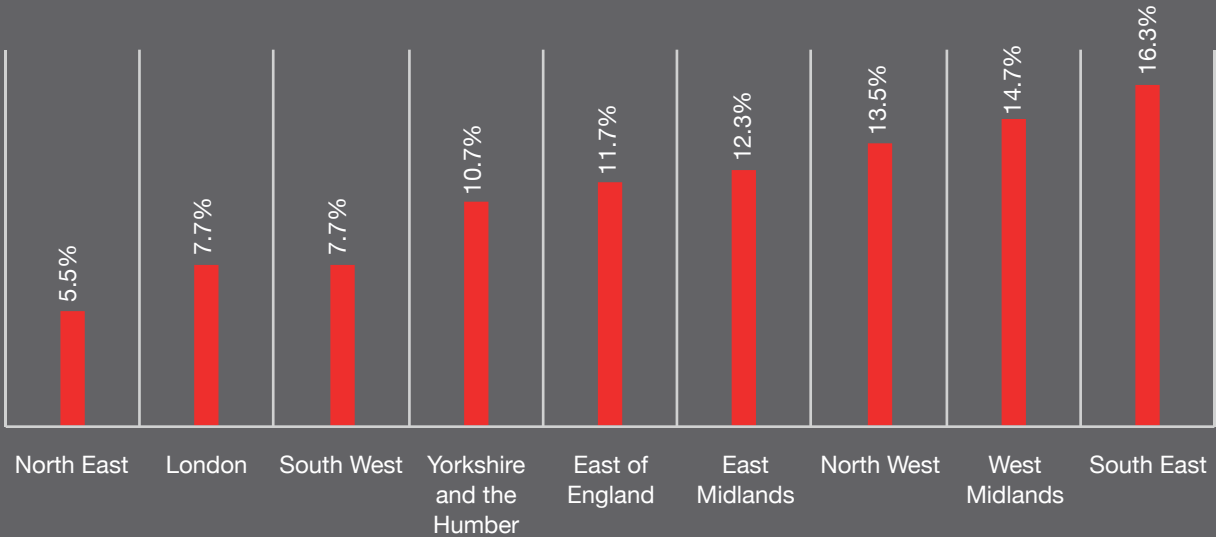 5.5%
7.7%
7.7%
10.7%
11.7%
12.3%
13.5%
14.7%
16.3%
North East
London
South West
Yorkshire
and the
Humber
East of
England
East
Midlands
North West
West
Midlands
South East